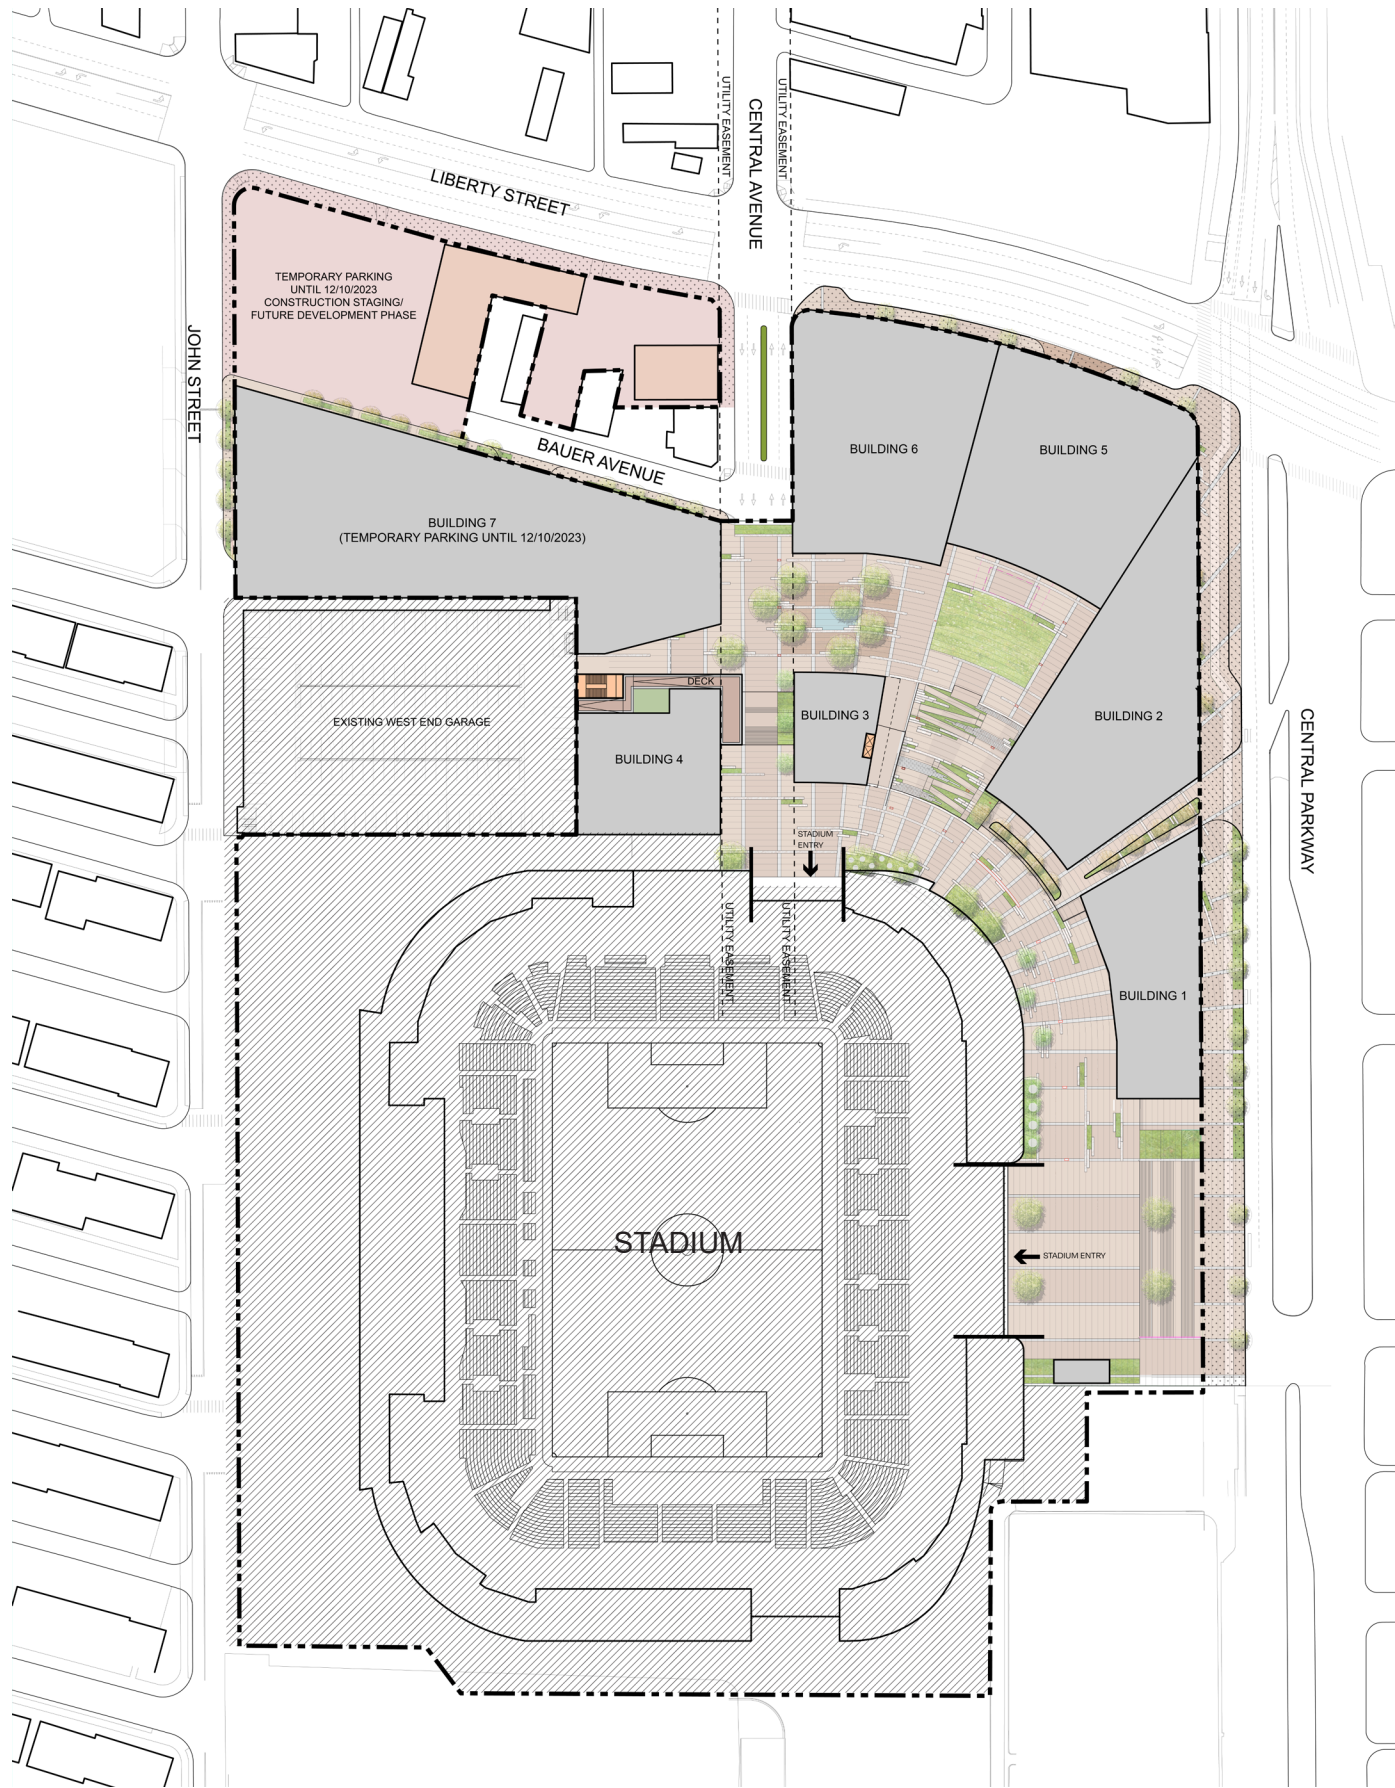 UTILITY EASEMENT
CENTRAL AVENUE
UTILITY EASEMENT
LIBERTY STREET
TEMPORARY PARKING
UNTIL 12/10/2023
CONSTRUCTION STAGING/
FUTURE DEVELOPMENT PHASE
JOHN STREET
BAUER AVENUE
BUILDING 6
BUILDING 5
BUILDING 7
(TEMPORARY PARKING UNTIL 12/10/2023)
DECK
EXISTING WEST END GARAGE
BUILDING 3
BUILDING 2
BUILDING 4
CENTRAL PARKWAY
STADIUM
ENTRY
UTILITY EASEMENT
UTILITY EASEMENT
BUILDING 1
STADIUM
STADIUM ENTRY